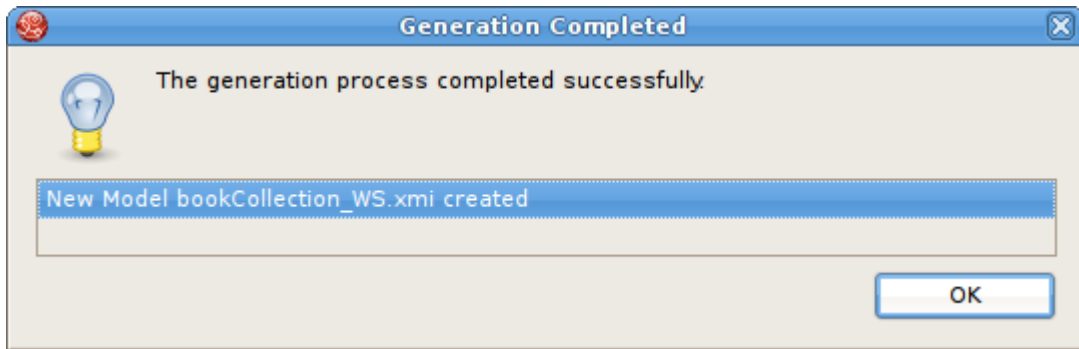 Generation Completed
The generation process completed successfully.
New Model bookCollection_WS.xmi created
OK